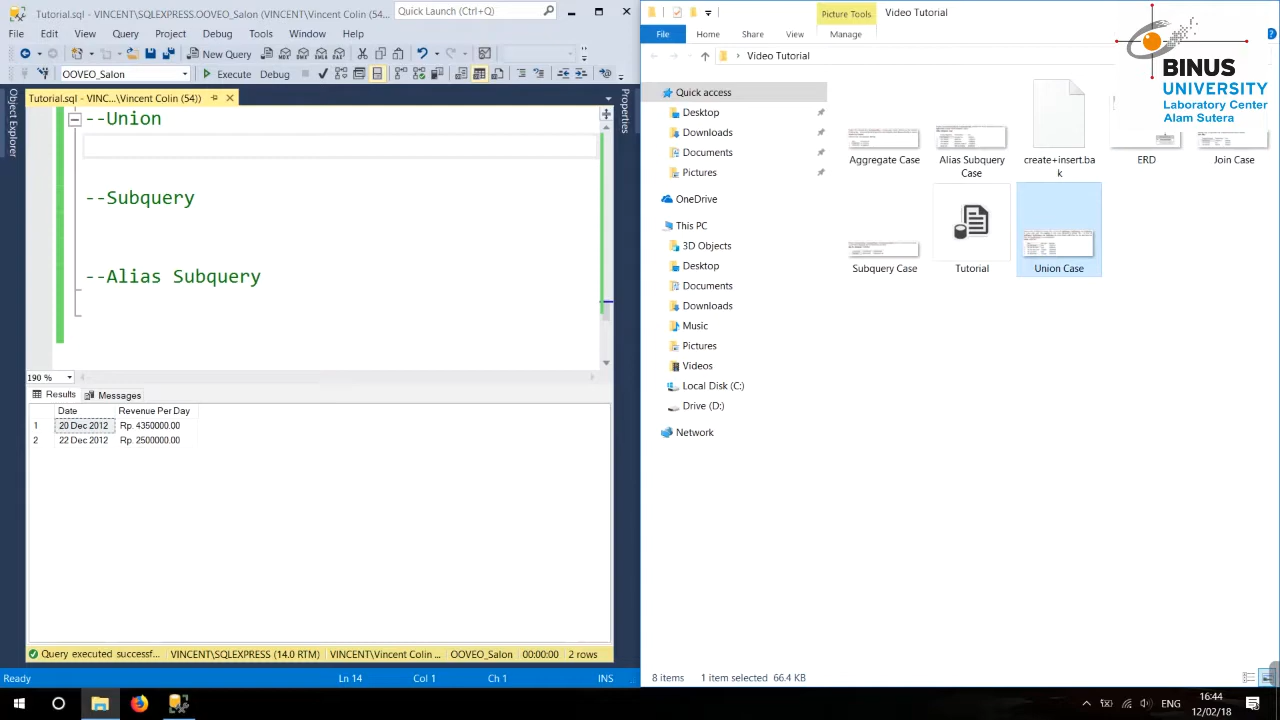 Tutorial.sql - VINCENT\SQLEXPRESS.OOVEO_Salon (VINCENT\Vincent Colin (54...
Quick Launch (Ctrl+Q)
File Edit View Query Project Debug Tools Window Help
New
OOVEO_Salon
Execute Debug
Tutorial.sql - VINC...\Vincent Colin (54))
Object Explorer
Properties
--Union
--Subquery
--Alias Subquery
190 %
Results Messages
Date Revenue Per Day
1 20 Dec 2012 Rp. 4350000.00
2 22 Dec 2012 Rp. 2500000.00
Query executed successf... VINCENT\SQLEXPRESS (14.0 RTM) VINCENT\Vincent Colin ... OOVEO_Salon 00:00:00 2 rows
Ready Ln 14 Col 1 Ch 1 INS
Picture Tools Video Tutorial
File Home Share View Manage
Video Tutorial
Quick access
Desktop
Downloads
Documents
Pictures
OneDrive
This PC
3D Objects
Desktop
Documents
Downloads
Music
Pictures
Videos
Local Disk (C:)
Drive (D:)
Network
Aggregate Case
Alias Subquery Case
create+insert.bak
ERD
Join Case
Subquery Case
Tutorial
Union Case
BINUS
UNIVERSITY
Laboratory Center
Alam Sutera
8 items 1 item selected 66.4 KB
ENG
16:44
12/02/18